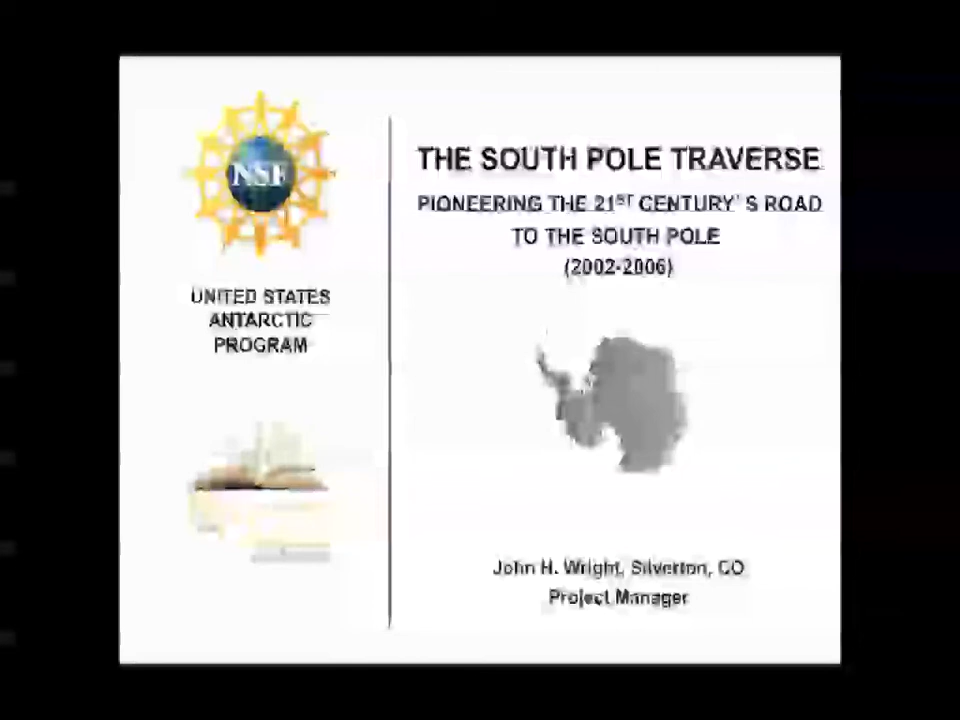 NSF
UNITED STATES
ANTARCTIC
PROGRAM
THE SOUTH POLE TRAVERSE
PIONEERING THE 21ST CENTURY'S ROAD
TO THE SOUTH POLE
(2002-2006)
John H. Wright, Silverton, CO
Project Manager